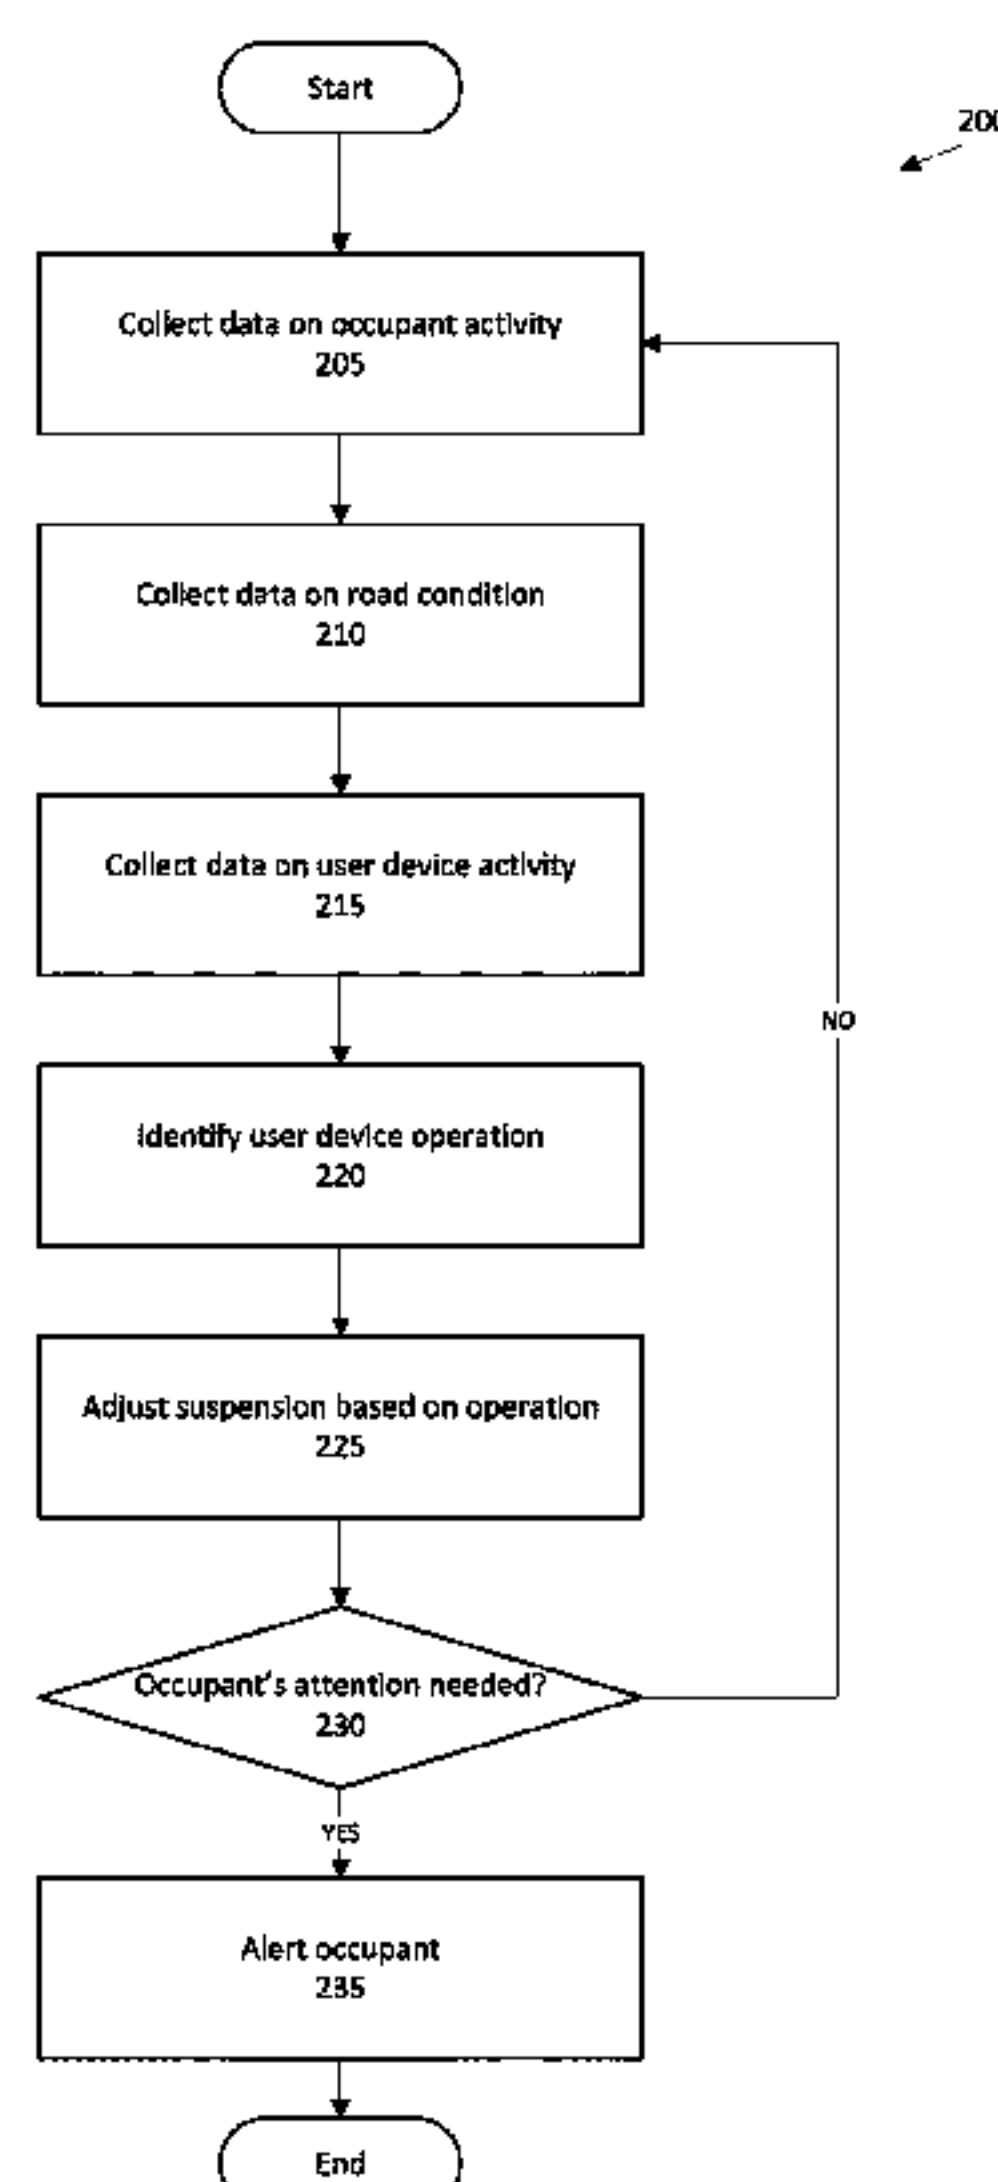 Start
200
Collect data on occupant activity
205
Collect data on road condition
210
Collect data on user device activity
215
NO
Identify user device operation
220
Adjust suspension based on operation
225
Occupant's attention needed?
230
YES
Alert occupant
235
End